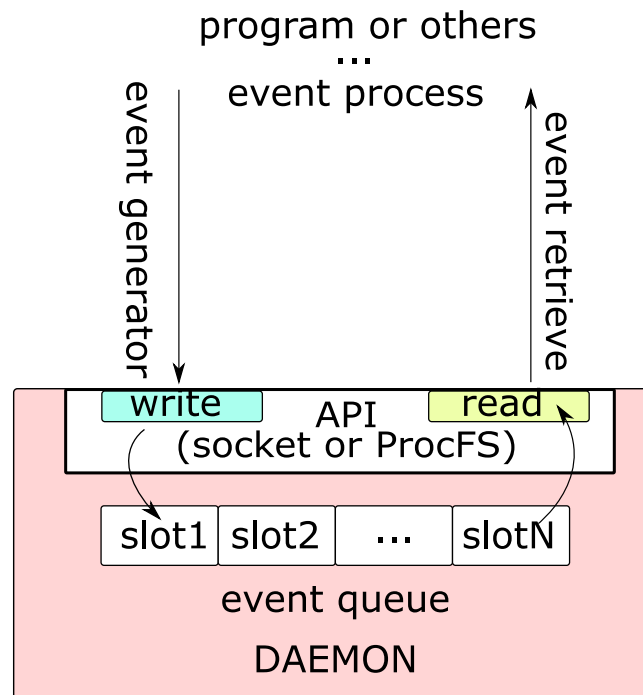 program or others
...
event process
event generator
event retrieve
write
API
read
(socket or ProcFS)
slot1
slot2
...
slotN
event queue
DAEMON